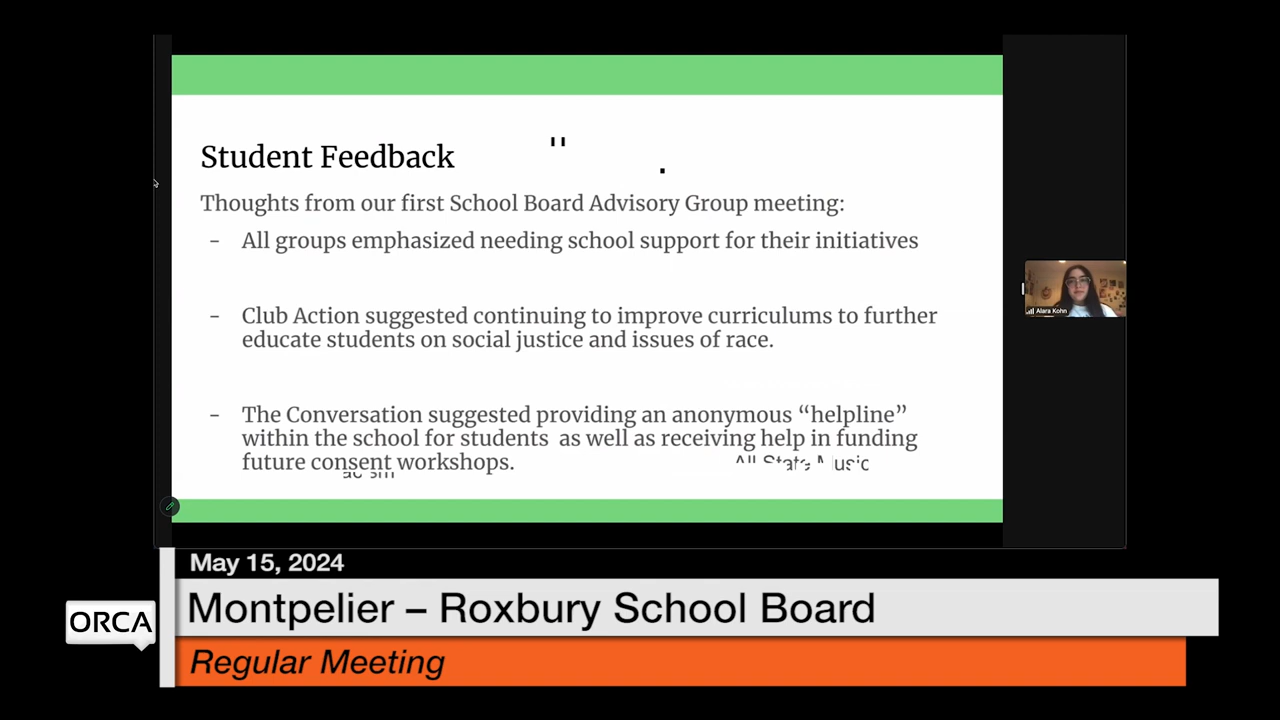 Student Feedback
Thoughts from our first School Board Advisory Group meeting:
- All groups emphasized needing school support for their initiatives
- Club Action suggested continuing to improve curriculums to further
educate students on social justice and issues of race.
- The Conversation suggested providing an anonymous “helpline”
within the school for students as well as receiving help in funding
future consent workshops.
All State Music
Alara Kohn
May 15, 2024
Montpelier – Roxbury School Board
ORCA
Regular Meeting